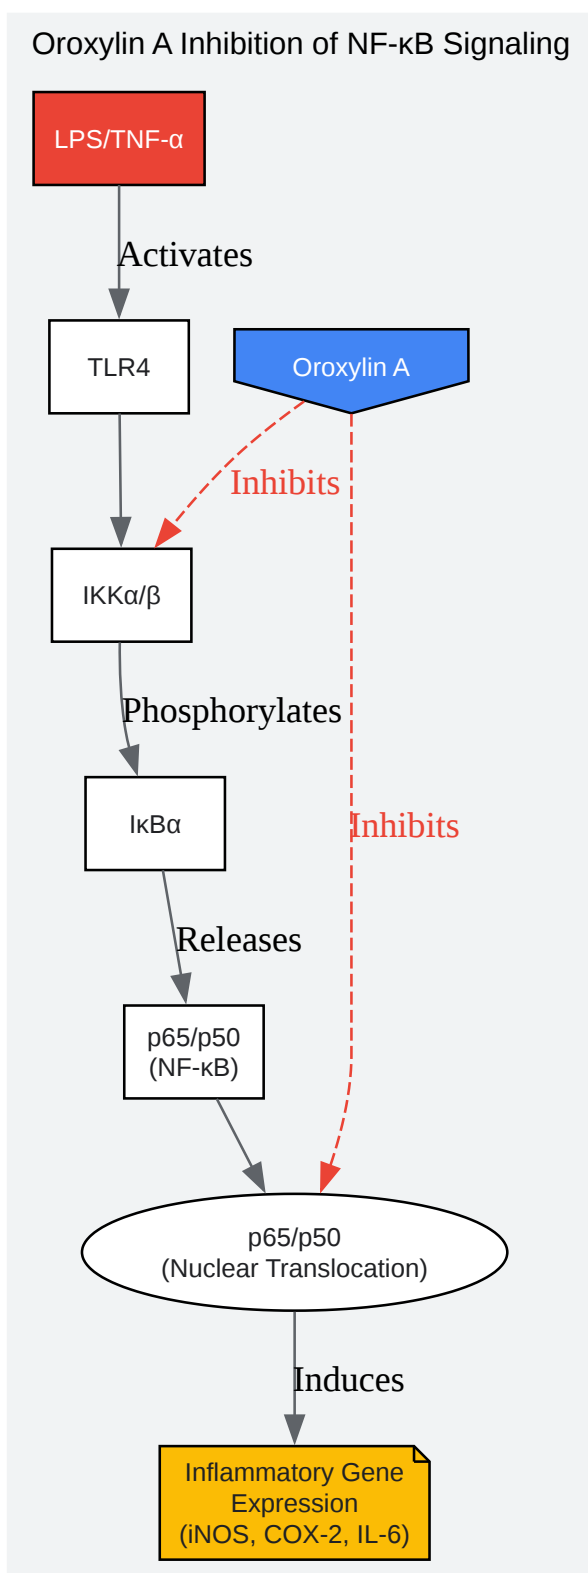 Oroxylin A Inhibition of NF-κB Signaling
LPS/TNF-α
Activates
TLR4
Oroxylin A
Inhibits
IKKα/β
Phosphorylates
IκBα
Inhibits
Releases
p65/p50
(NF-κB)
p65/p50
(Nuclear Translocation)
Induces
Inflammatory Gene
Expression
(iNOS, COX-2, IL-6)